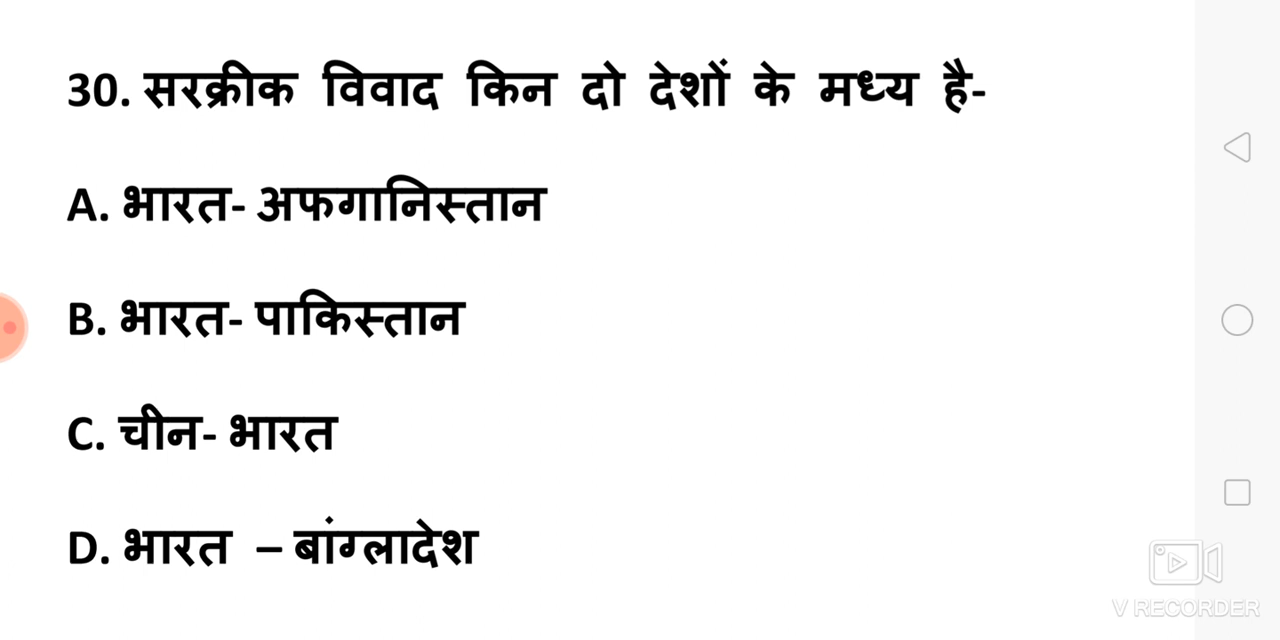 30. सरक्रीक विवाद किन दो देशों के मध्य है-
A. भारत- अफगानिस्तान
B. भारत- पाकिस्तान
C. चीन- भारत
D. भारत – बांग्लादेश
V RECORDER